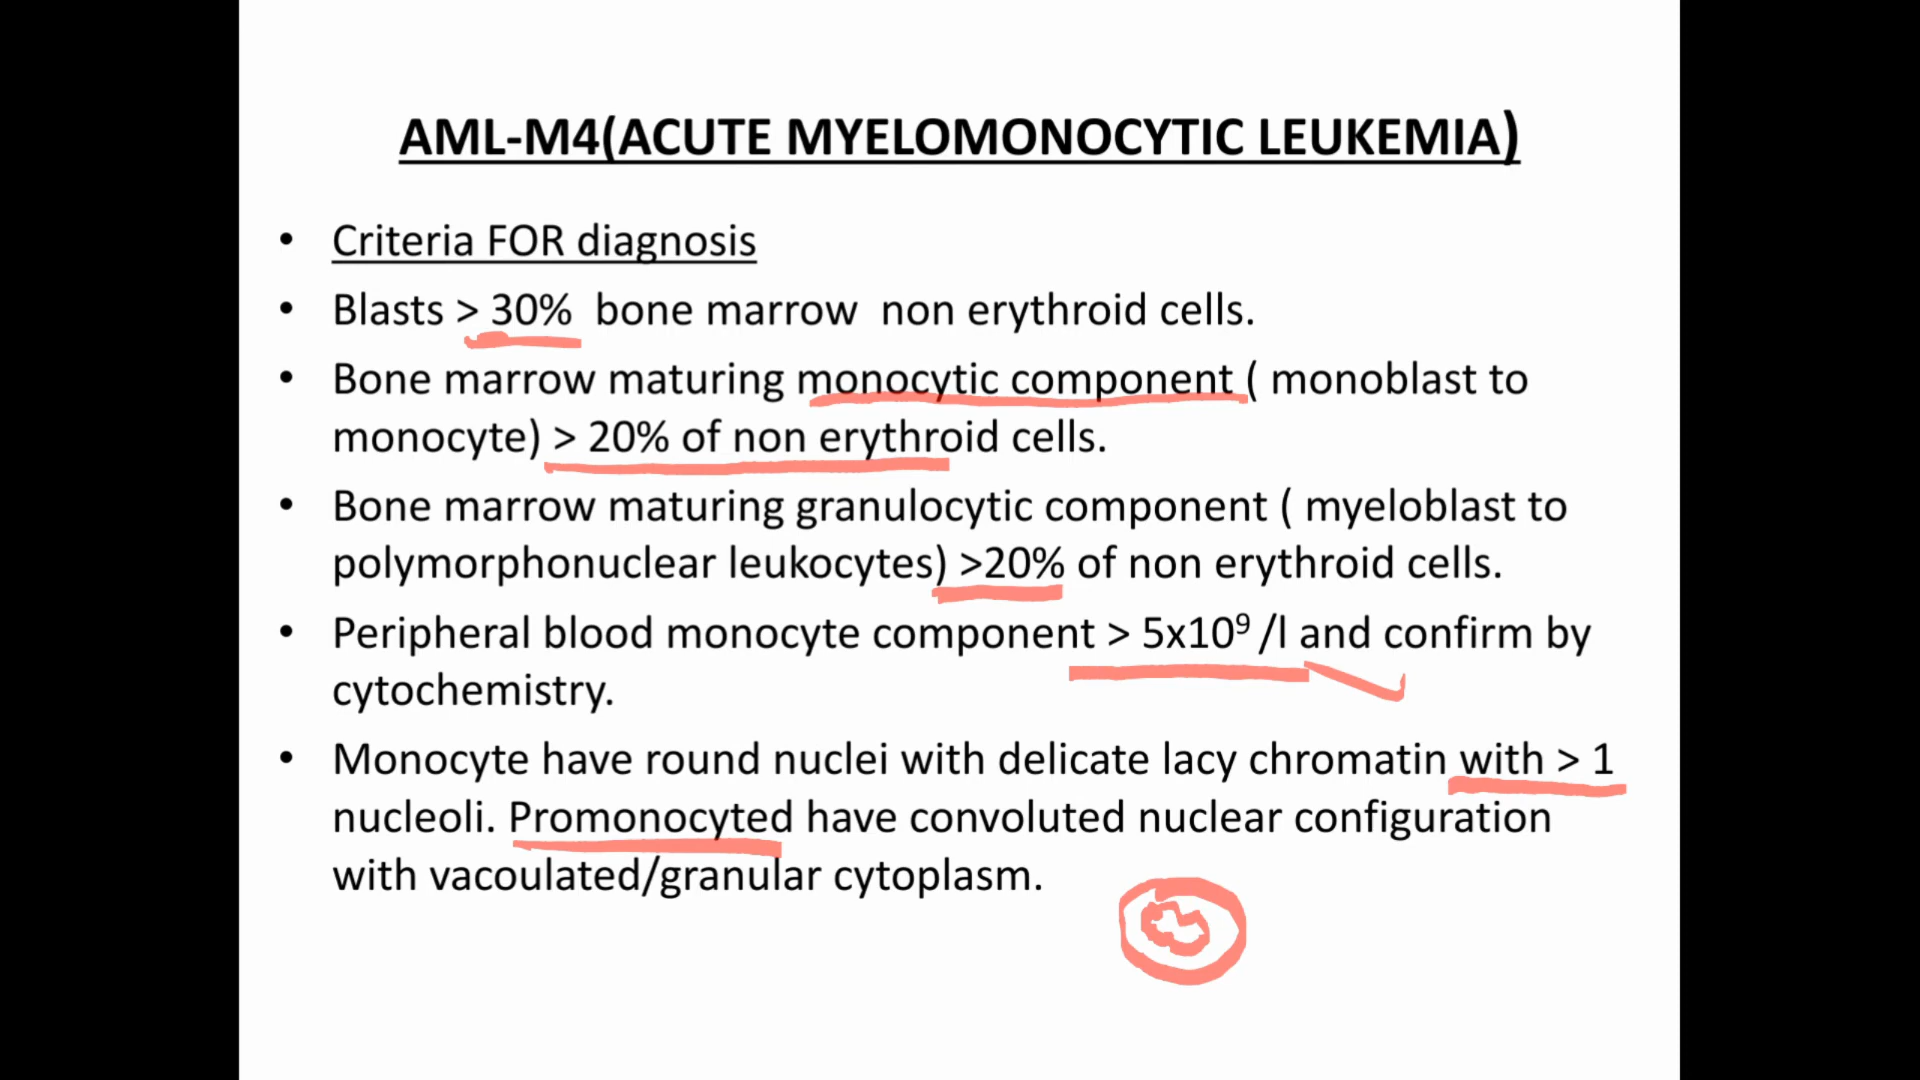 AML-M4(ACUTE MYELOMONOCYTIC LEUKEMIA)
• Criteria FOR diagnosis
• Blasts > 30% bone marrow non erythroid cells.
• Bone marrow maturing monocytic component ( monoblast to
monocyte) > 20% of non erythroid cells.
• Bone marrow maturing granulocytic component ( myeloblast to
polymorphonuclear leukocytes) >20% of non erythroid cells.
• Peripheral blood monocyte component > 5x10⁹ /l and confirm by
cytochemistry.
• Monocyte have round nuclei with delicate lacy chromatin with > 1
nucleoli. Promonocyted have convoluted nuclear configuration
with vacoulated/granular cytoplasm.